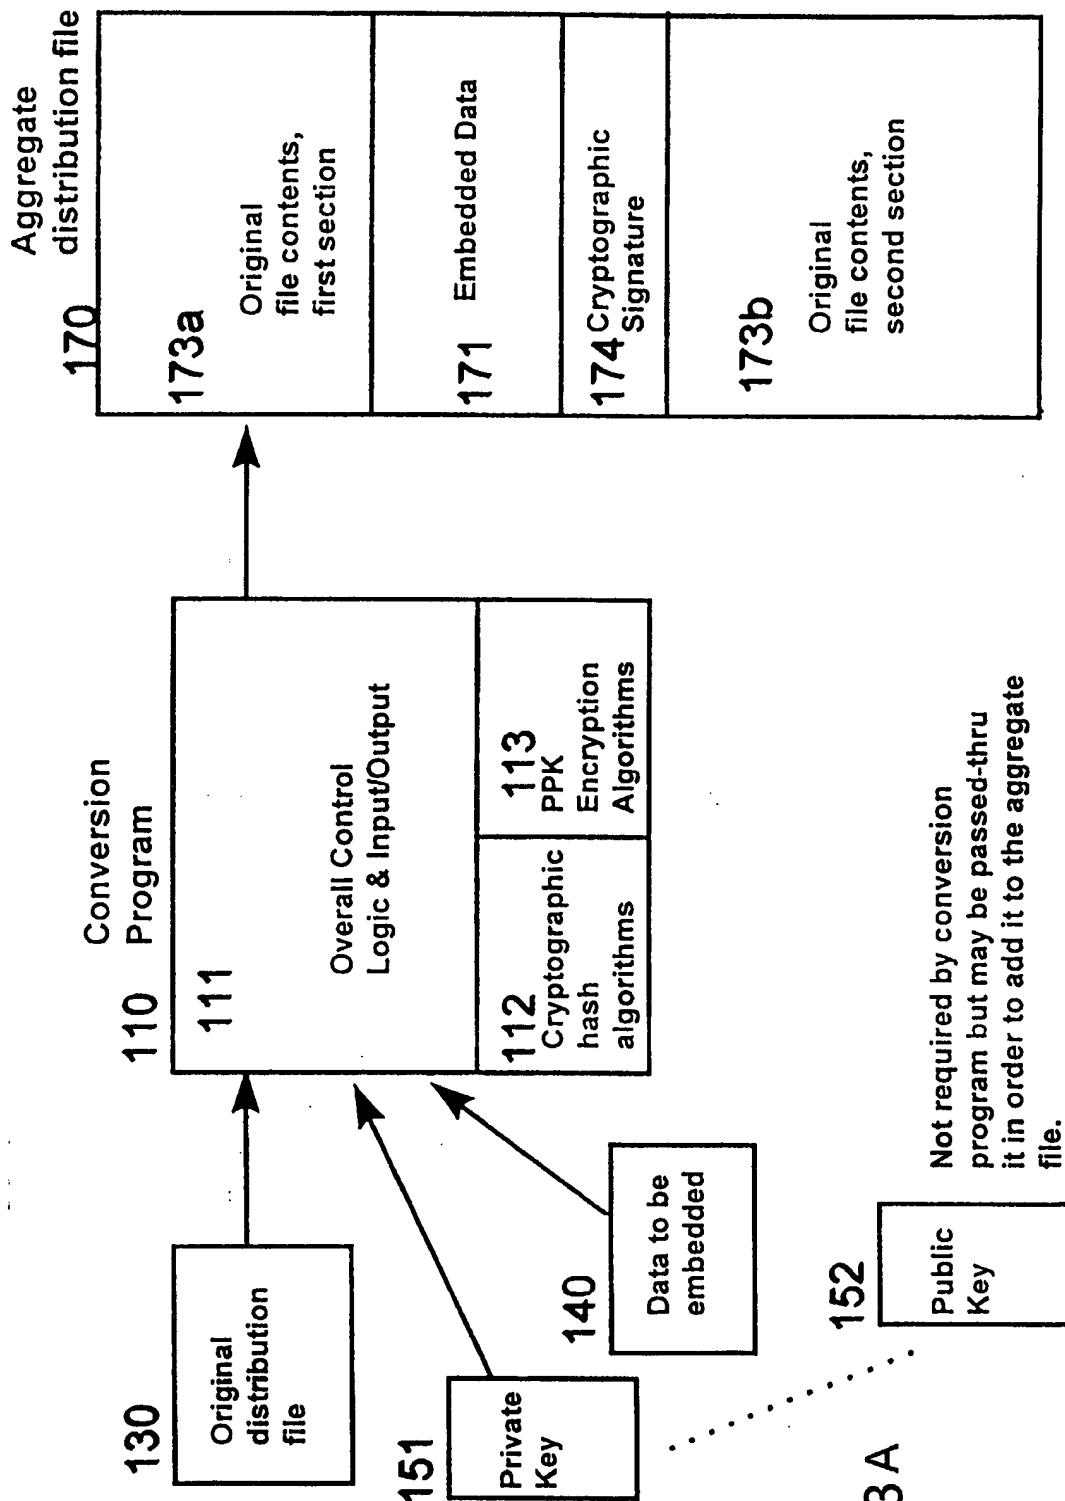 130
Original
distribution
file
151
Private
Key
140
Data to be
embedded
152
Public
Key
Not required by conversion
program but may be passed-thru
it in order to add it to the aggregate
file.
Conversion
110 Program
111
Overall Control
Logic & Input/Output
112
Cryptographic
hash
algorithms
113
PPK
Encryption
Algorithms
Aggregate
distribution file
170
173a
Original
file contents,
first section
171 Embedded Data
174 Cryptographic
Signature
173b
Original
file contents,
second section
3 A